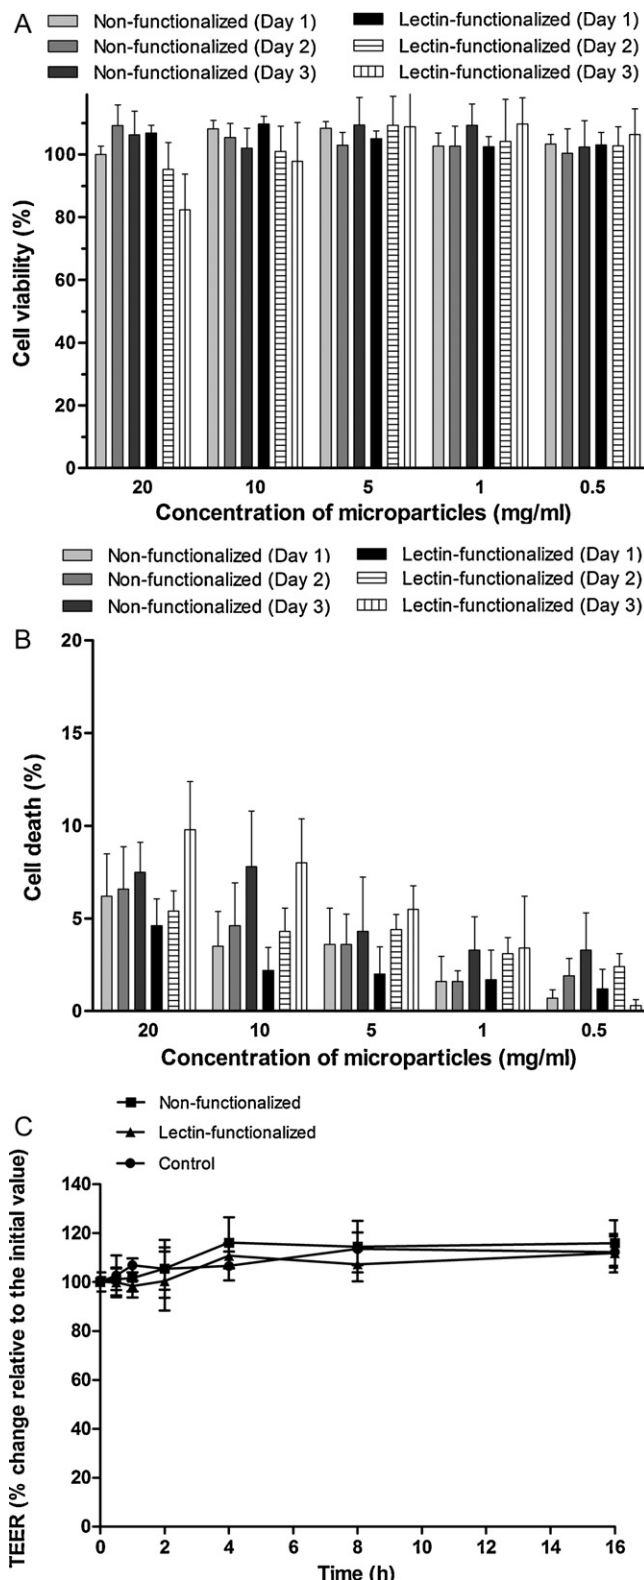 A
Non-functionalized (Day 1) Lectin-functionalized (Day 1)
Non-functionalized (Day 2) Lectin-functionalized (Day 2)
Non-functionalized (Day 3) Lectin-functionalized (Day 3)
Cell viability (%)
100
80
60
40
20
0
20 10 5 1 0.5
Concentration of microparticles (mg/ml)
Non-functionalized (Day 1) Lectin-functionalized (Day 1)
Non-functionalized (Day 2) Lectin-functionalized (Day 2)
Non-functionalized (Day 3) Lectin-functionalized (Day 3)
B
Cell death (%)
20
15
10
5
0
20 10 5 1 0.5
Concentration of microparticles (mg/ml)
C
Non-functionalized
Lectin-functionalized
Control
TEER (% change relative to the initial value)
140
120
100
80
60
40
20
0
0 2 4 6 8 10 12 14 16
Time (h)